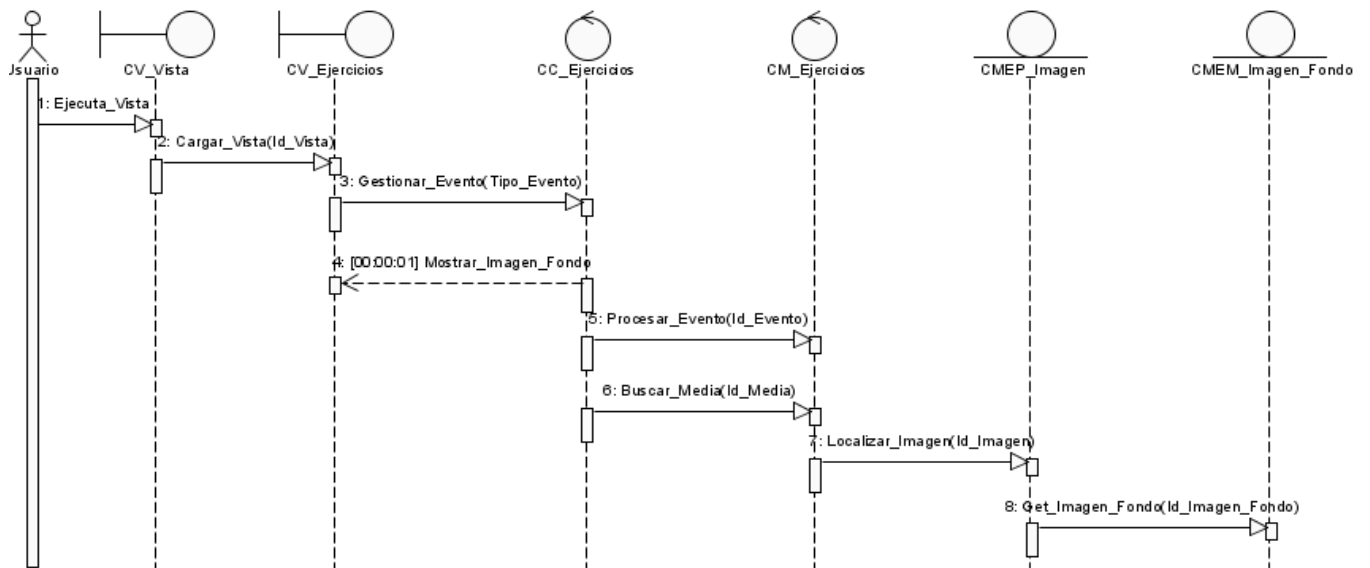 Usuario
CV_Vista
CV_Ejercicios
CC_Ejercicios
CM_Ejercicios
CMEP_Imagen
CMEM_Imagen_Fondo
1: Ejecuta_Vista
2: Cargar_Vista(Id_Vista)
3: Gestionar_Evento(Tipo_Evento)
4: [00:00:01] Mostrar_Imagen_Fondo
5: Procesar_Evento(Id_Evento)
6: Buscar_Media(Id_Media)
7: Localizar_Imagen(Id_Imagen)
8: Get_Imagen_Fondo(Id_Imagen_Fondo)